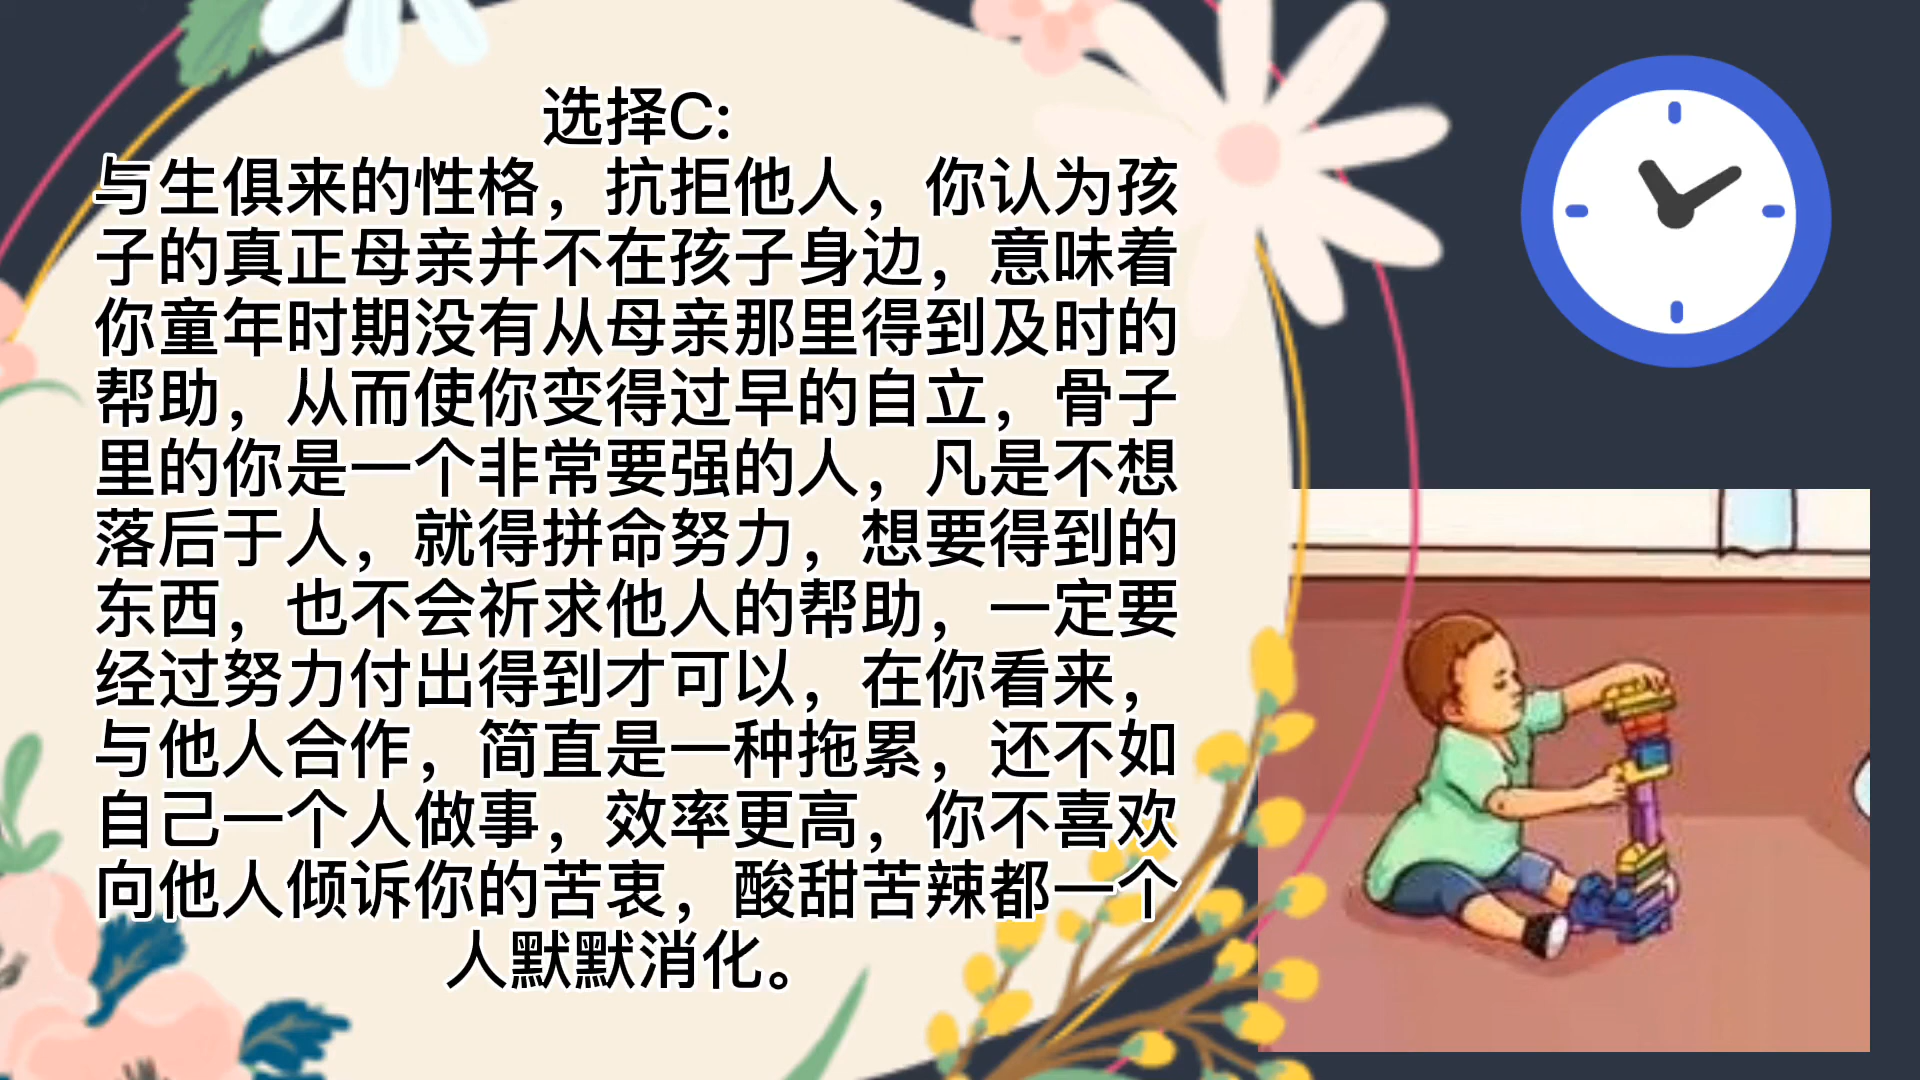 选择C:
与生俱来的性格，抗拒他人，你认为孩
子的真正母亲并不在孩子身边，意味着
你童年时期没有从母亲那里得到及时的
帮助，从而使你变得过早的自立，骨子
里的你是一个非常要强的人，凡是不想
落后于人，就得拼命努力，想要得到的
东西，也不会祈求他人的帮助，一定要
经过努力付出得到才可以，在你看来，
与他人合作，简直是一种拖累，还不如
自己一个人做事，效率更高，你不喜欢
向他人倾诉你的苦衷，酸甜苦辣都一个
人默默消化。